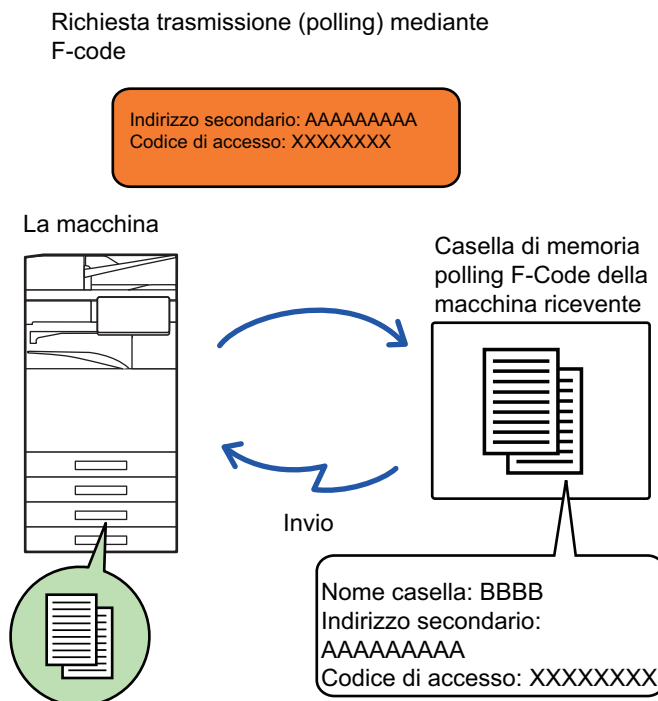 Richiesta trasmissione (polling) mediante
F-code
Indirizzo secondario: AAAAAAAAA
Codice di accesso: XXXXXXXX
La macchina
Casella di memoria
polling F-Code della
macchina ricevente
Invio
Nome casella: BBBB
Indirizzo secondario:
AAAAAAAAA
Codice di accesso: XXXXXXXX